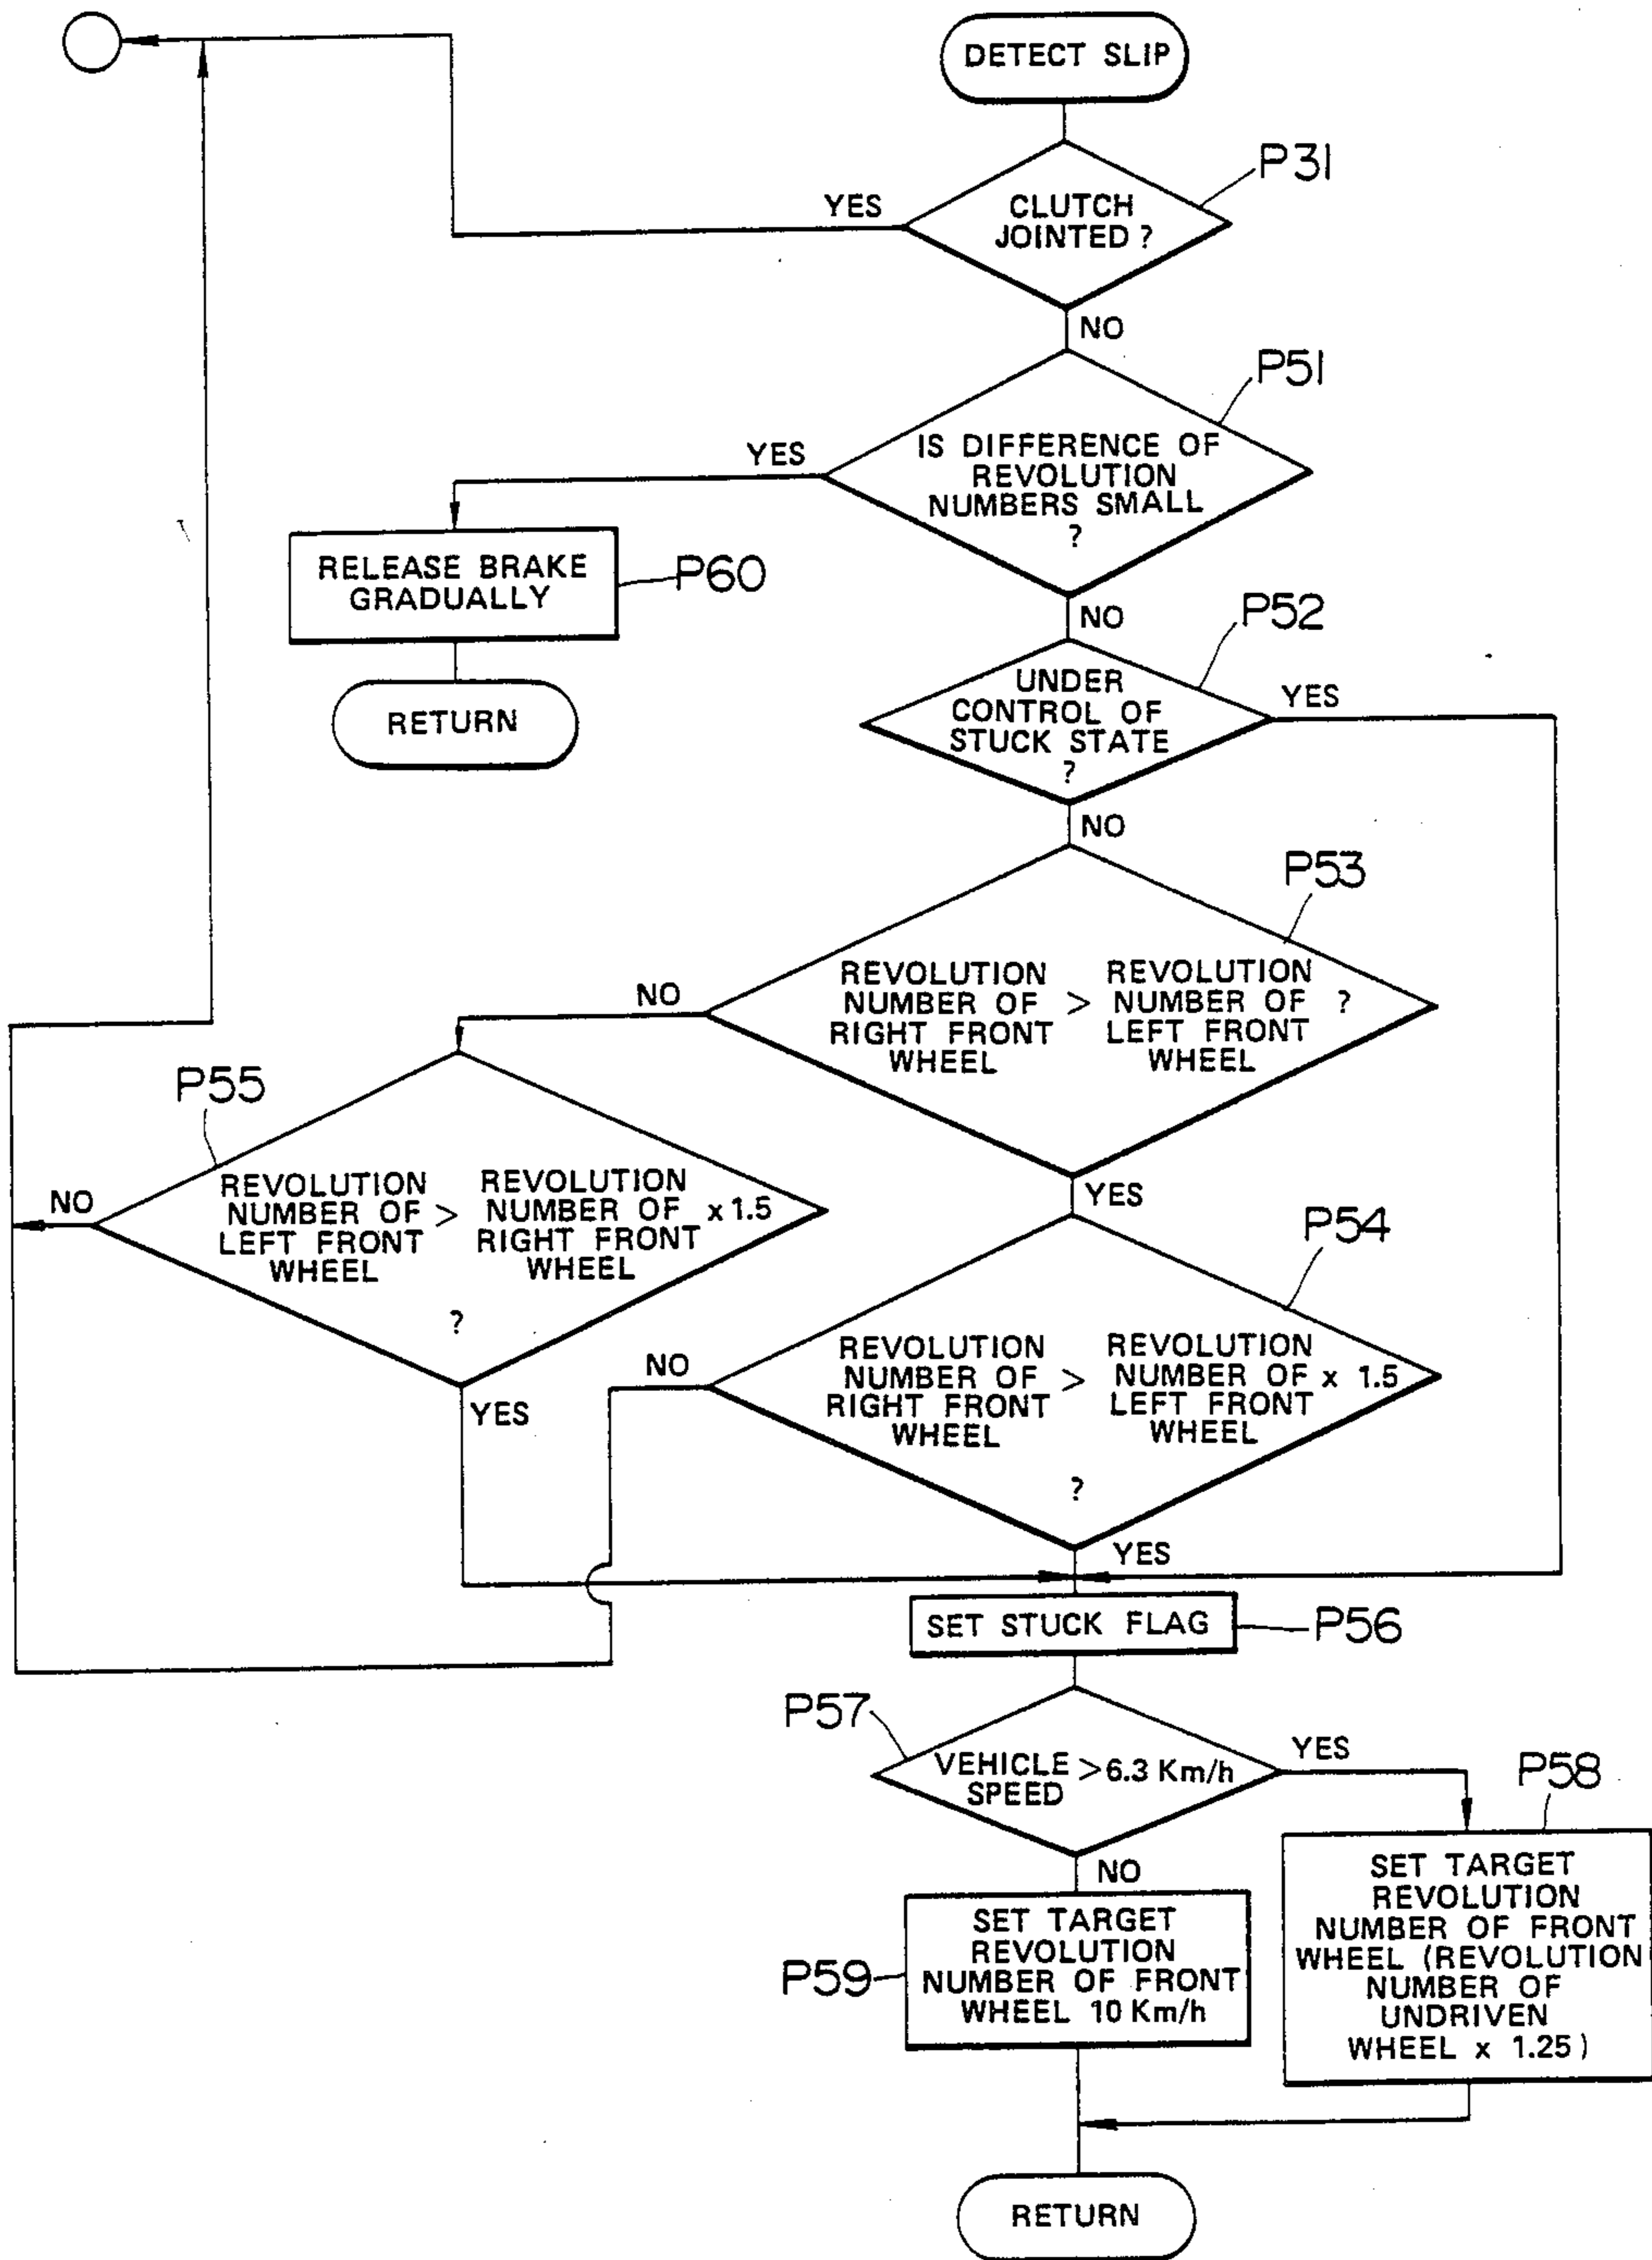 DETECT SLIP
P31
YES
CLUTCH
JOINTED ?
NO
P51
YES
IS DIFFERENCE OF
REVOLUTION
NUMBERS SMALL
?
RELEASE BRAKE
GRADUALLY
P60
NO
P52
RETURN
UNDER
CONTROL OF
STUCK STATE
?
YES
NO
P53
NO
REVOLUTION
NUMBER OF
RIGHT FRONT
WHEEL
>
REVOLUTION
NUMBER OF
LEFT FRONT
WHEEL
?
P55
NO
REVOLUTION
NUMBER OF
LEFT FRONT
WHEEL
>
REVOLUTION
NUMBER OF
RIGHT FRONT
WHEEL
x 1.5
?
YES
YES
P54
NO
REVOLUTION
NUMBER OF
RIGHT FRONT
WHEEL
>
REVOLUTION
NUMBER OF
LEFT FRONT
WHEEL
x 1.5
?
YES
SET STUCK FLAG
P56
P57
VEHICLE
SPEED
> 6.3 Km/h
YES
P58
NO
SET TARGET
REVOLUTION
NUMBER OF FRONT
WHEEL 10 Km/h
P59
SET TARGET
REVOLUTION
NUMBER OF FRONT
WHEEL (REVOLUTION
NUMBER OF
UNDRIVEN
WHEEL x 1.25)
RETURN